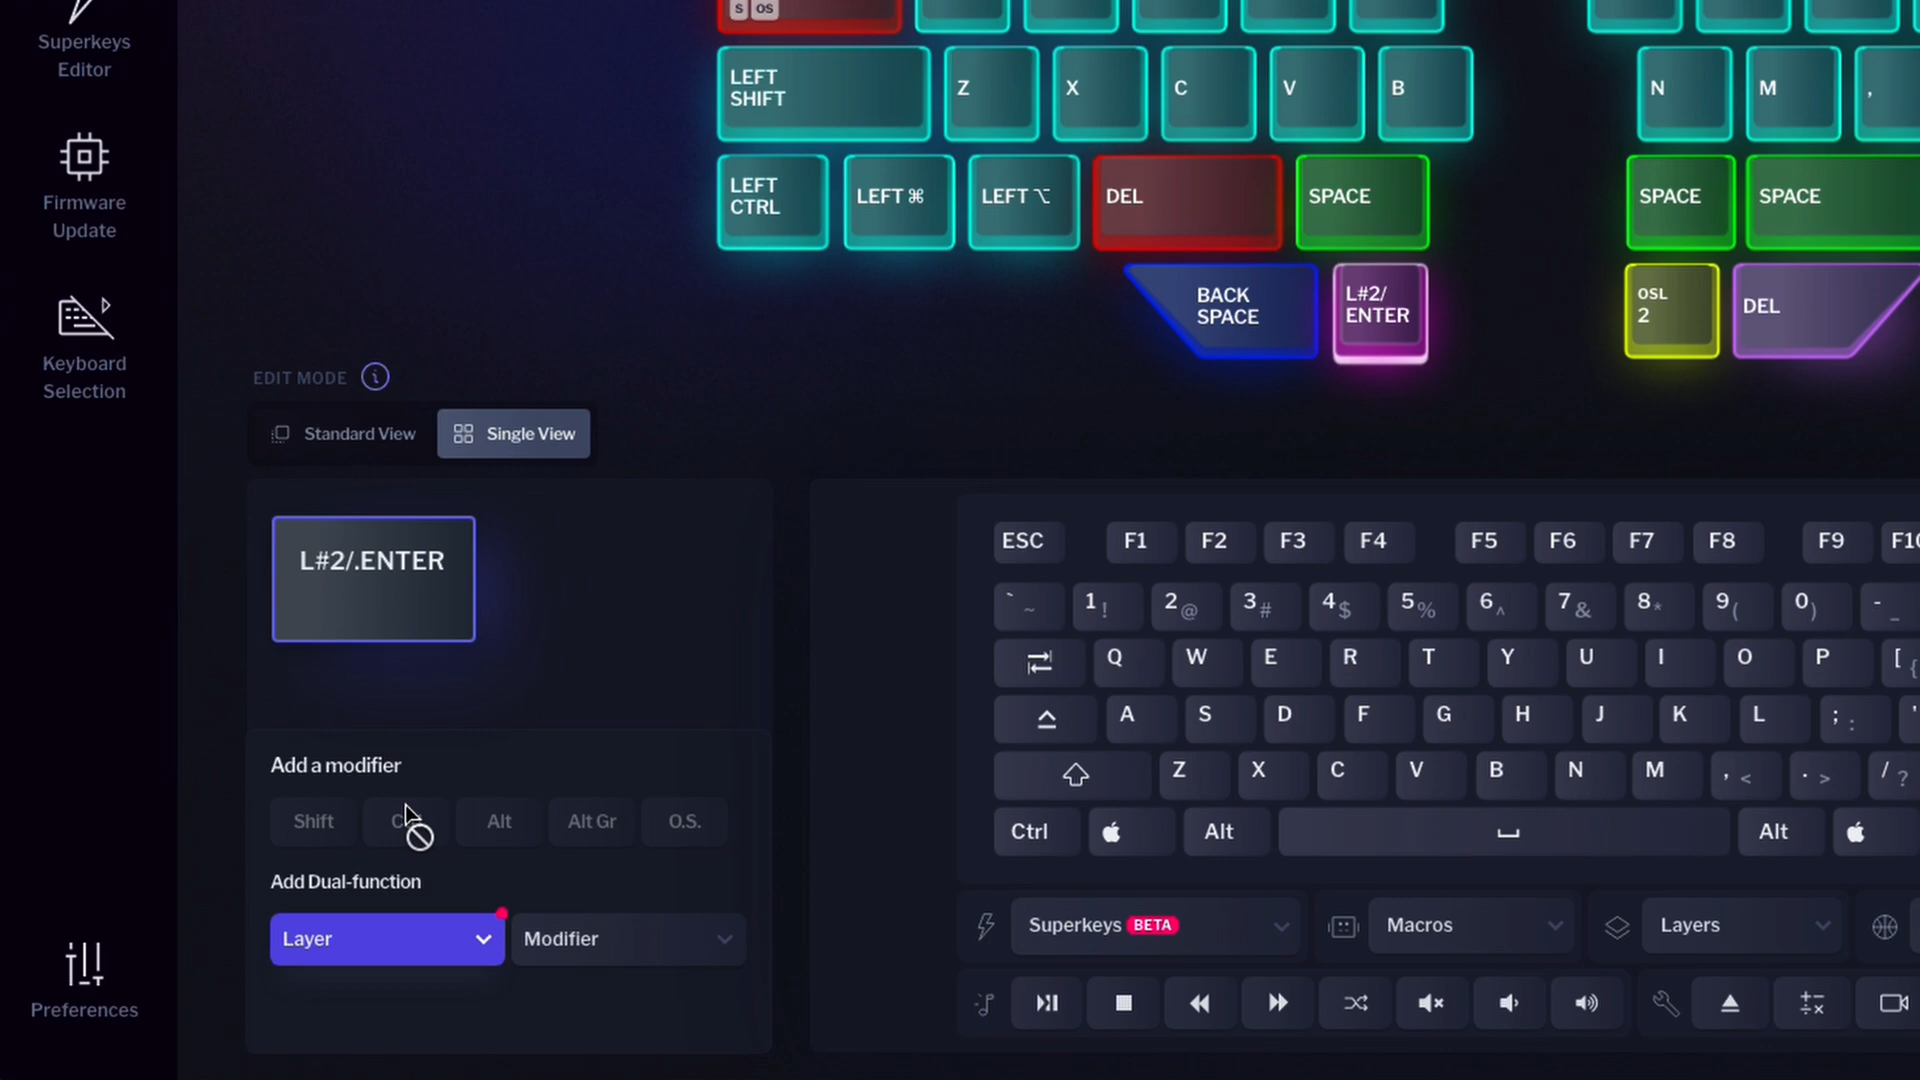 Superkeys
Editor
Firmware
Update
Keyboard
Selection
Preferences
S OS
LEFT
SHIFT
Z X C V B N M ,
LEFT
CTRL
LEFT ⌘ LEFT ⌥ DEL SPACE SPACE SPACE
BACK
SPACE
L#2/
ENTER
OSL
2
DEL
EDIT MODE i
Standard View Single View
L#2/.ENTER
Add a modifier
Shift Alt Alt Gr O.S.
Add Dual-function
Layer Modifier
ESC F1 F2 F3 F4 F5 F6 F7 F8 F9 F10
` ~ 1 ! 2 @ 3 # 4 $ 5 % 6 ^ 7 & 8 * 9 ( 0 ) - _
Q W E R T Y U I O P [ {
A S D F G H J K L ; : '
Z X C V B N M , < . > / ?
Ctrl Alt Alt
Superkeys BETA Macros Layers